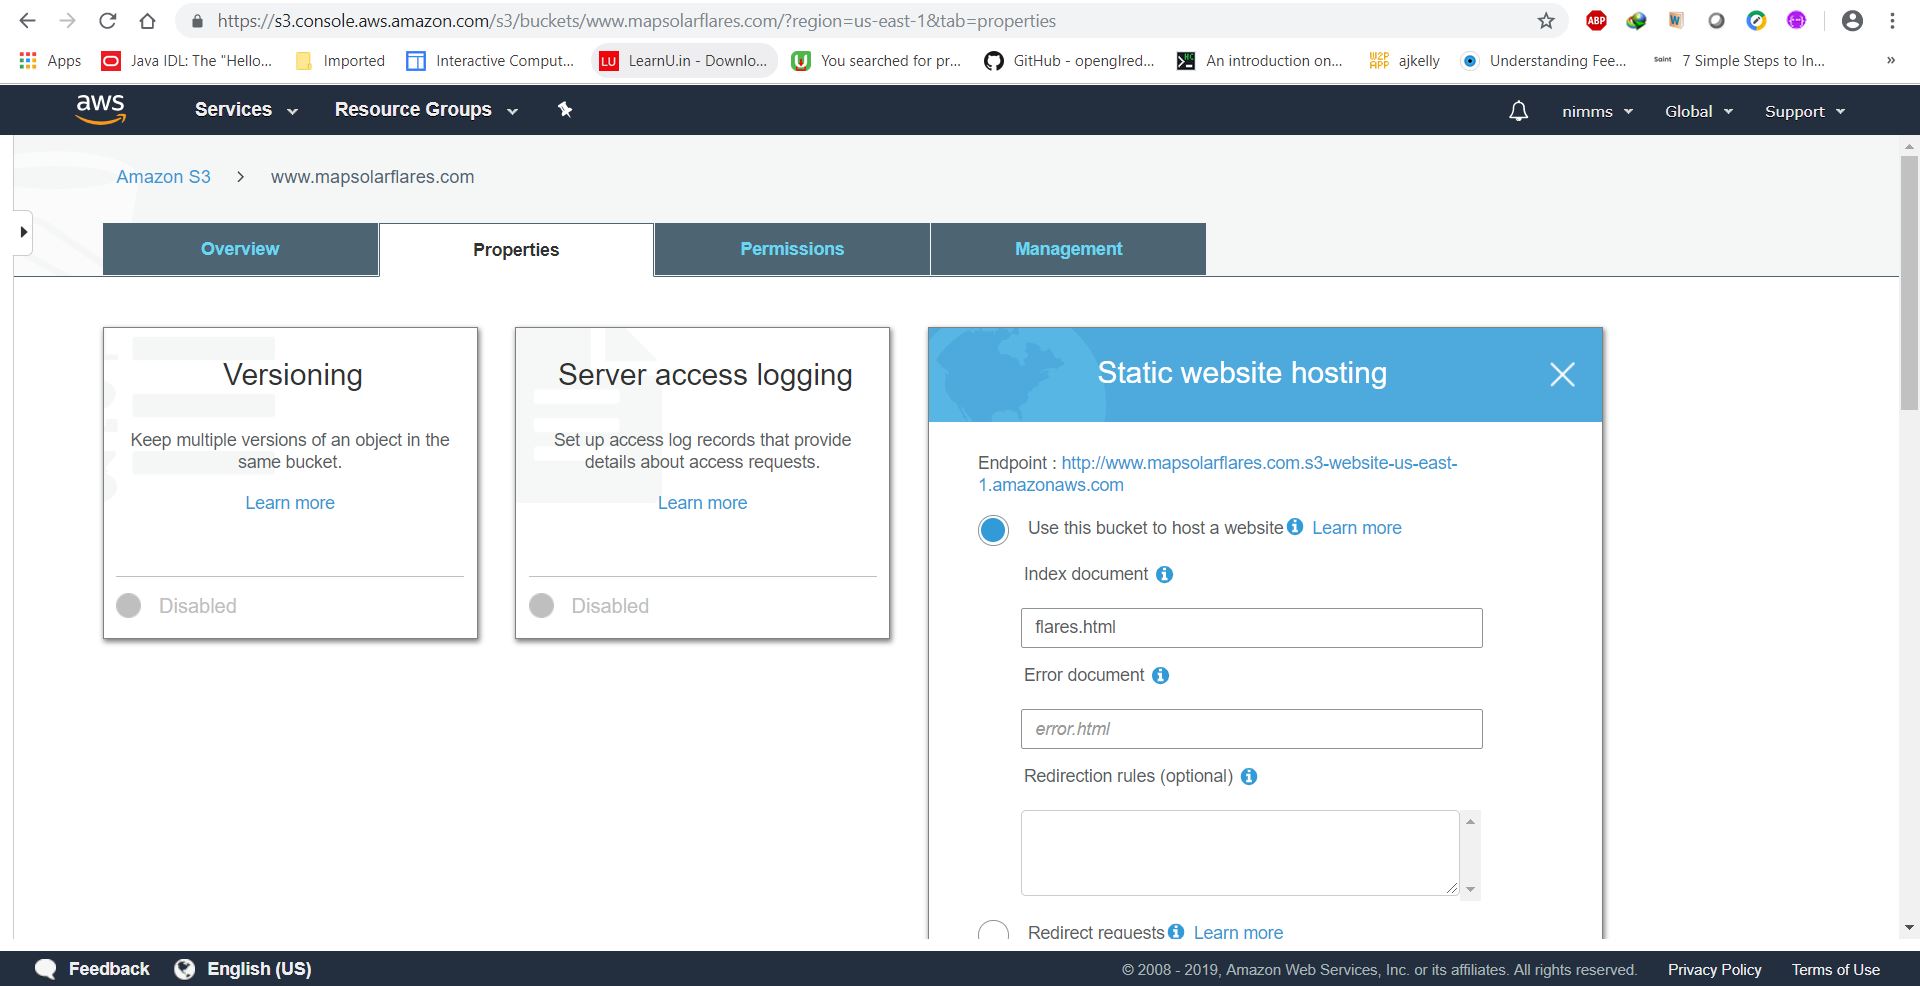 https://s3.console.aws.amazon.com/s3/buckets/www.mapsolarflares.com/?region=us-east-1&tab=properties
ABP
Apps Java IDL: The "Hello... Imported Interactive Comput... LU LearnU.in - Downlo... You searched for pr... GitHub - openglred... An introduction on... W2P APP ajkelly Understanding Fee... Saint 7 Simple Steps to In... »
aws Services Resource Groups nimms Global Support
Amazon S3 > www.mapsolarflares.com
Overview Properties Permissions Management
Versioning
Keep multiple versions of an object in the
same bucket.
Learn more
Disabled
Server access logging
Set up access log records that provide
details about access requests.
Learn more
Disabled
Static website hosting
Endpoint : http://www.mapsolarflares.com.s3-website-us-east-
1.amazonaws.com
Use this bucket to host a website Learn more
Index document
flares.html
Error document
error.html
Redirection rules (optional)
Redirect requests Learn more
Feedback English (US) © 2008 - 2019, Amazon Web Services, Inc. or its affiliates. All rights reserved. Privacy Policy Terms of Use